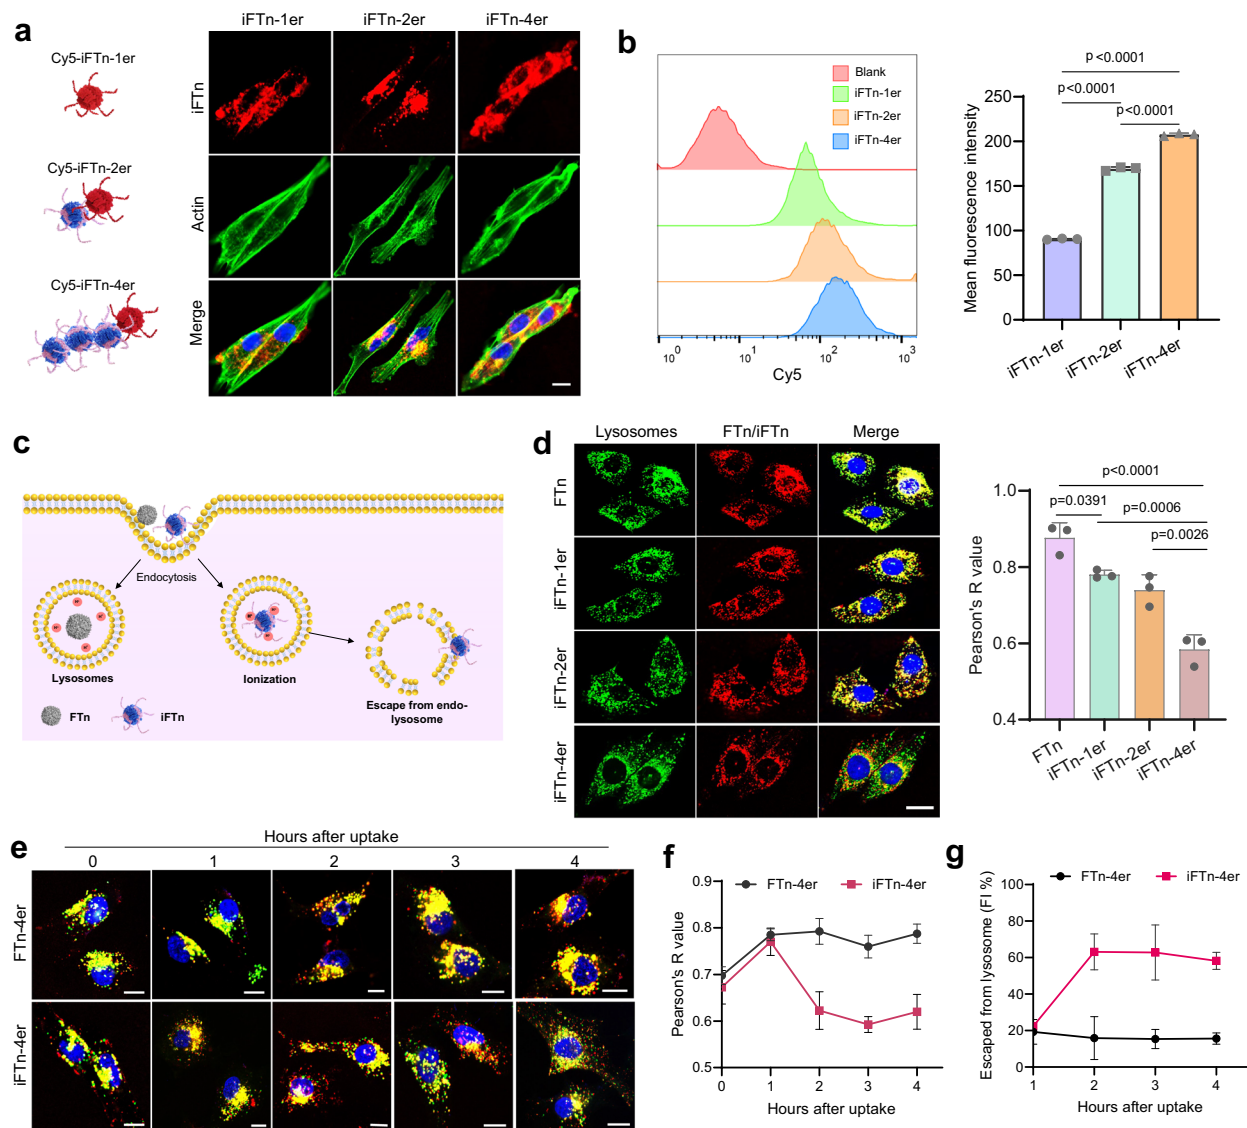 a
iFTn-1er
iFTn-2er
iFTn-4er
Cy5-iFTn-1er
Cy5-iFTn-2er
Cy5-iFTn-4er
iFTn
Actin
Merge
b
Blank
iFTn-1er
iFTn-2er
iFTn-4er
10^0
10^1
10^2
10^3
Cy5
p <0.0001
p <0.0001
p <0.0001
Mean fluorescence intensity
250
200
150
100
50
0
iFTn-1er
iFTn-2er
iFTn-4er
c
Endocytosis
Lysosomes
Ionization
Escape from endo-
lysosome
FTn
iFTn
d
Lysosomes
FTn/iFTn
Merge
FTn
iFTn-1er
iFTn-2er
iFTn-4er
p<0.0001
p=0.0391
p=0.0006
p=0.0026
Pearson's R value
1.0
0.8
0.6
0.4
FTn
iFTn-1er
iFTn-2er
iFTn-4er
e
Hours after uptake
0
1
2
3
4
FTn-4er
iFTn-4er
f
FTn-4er
iFTn-4er
Pearson's R value
0.9
0.8
0.7
0.6
0.5
0
1
2
3
4
Hours after uptake
g
FTn-4er
iFTn-4er
Escaped from lysosome (FI %)
100
80
60
40
20
0
1
2
3
4
Hours after uptake